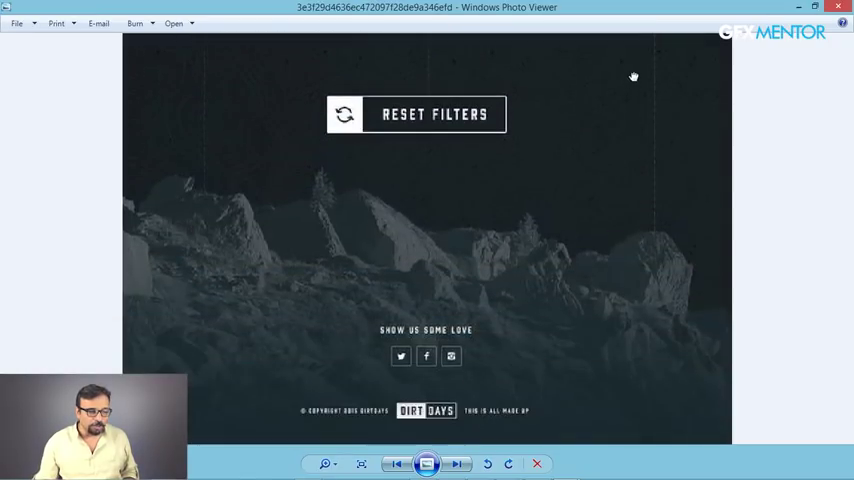 3e3f29d4636ec472097f28de9a346efd - Windows Photo Viewer
File Print E-mail Burn Open
GFXMENTOR
RESET FILTERS
SHOW US SOME LOVE
© COPYRIGHT 2015 DIRTDAYS DIRT DAYS THIS IS ALL MADE UP